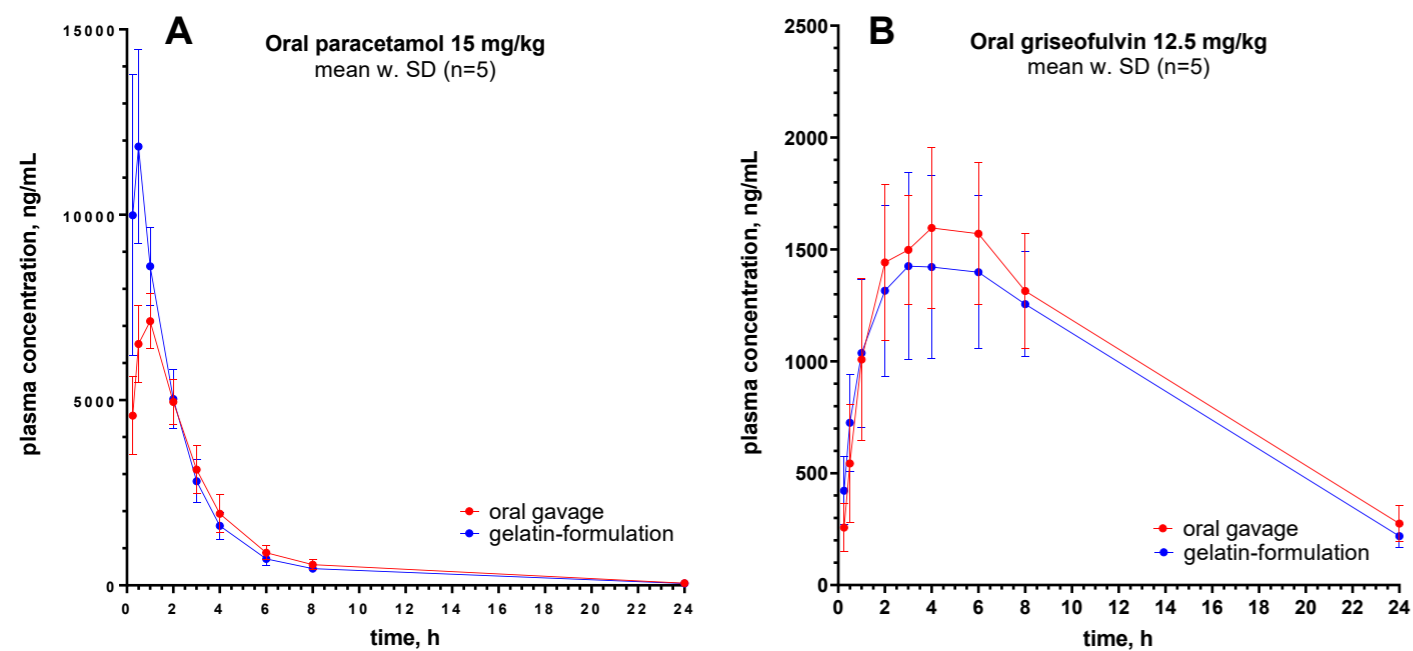 A
Oral paracetamol 15 mg/kg
mean w. SD (n=5)
plasma concentration, ng/mL
15000
10000
5000
0
0 2 4 6 8 10 12 14 16 18 20 22 24
time, h
oral gavage
gelatin-formulation
B
Oral griseofulvin 12.5 mg/kg
mean w. SD (n=5)
plasma concentration, ng/mL
2500
2000
1500
1000
500
0
0 2 4 6 8 10 12 14 16 18 20 22 24
time, h
oral gavage
gelatin-formulation